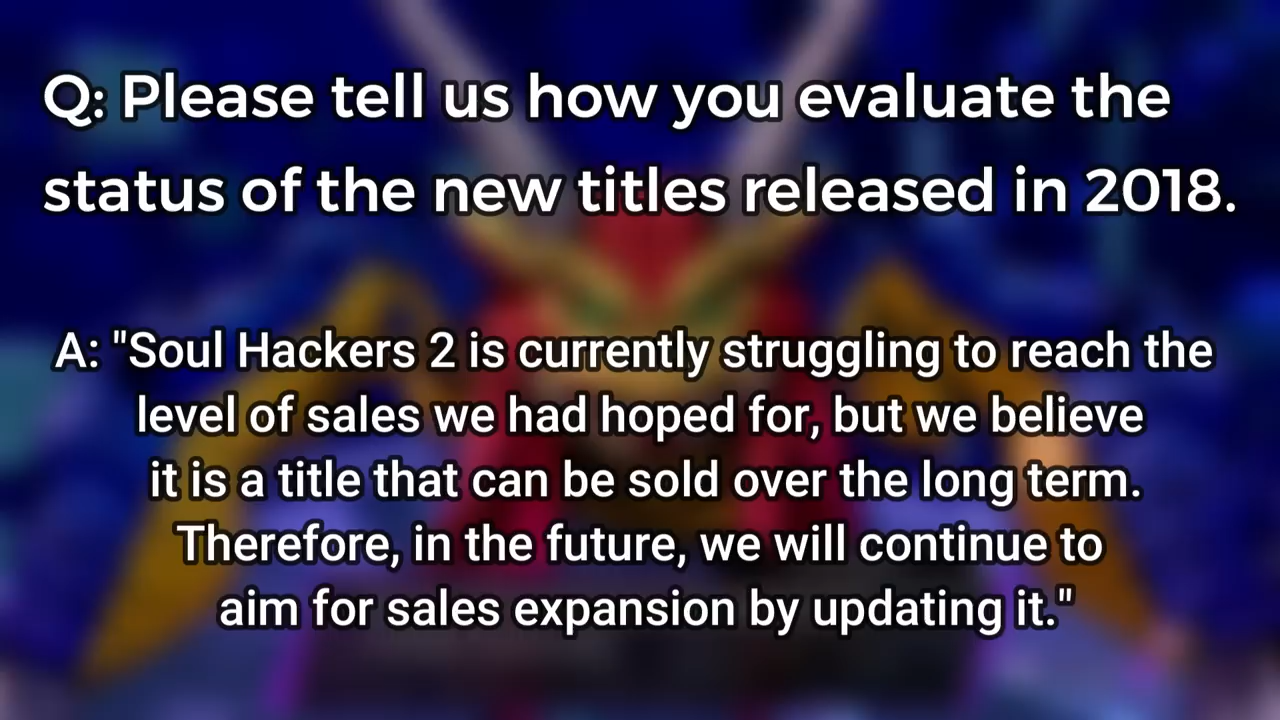 Q: Please tell us how you evaluate the
status of the new titles released in 2018.
A: "Soul Hackers 2 is currently struggling to reach the
level of sales we had hoped for, but we believe
it is a title that can be sold over the long term.
Therefore, in the future, we will continue to
aim for sales expansion by updating it."